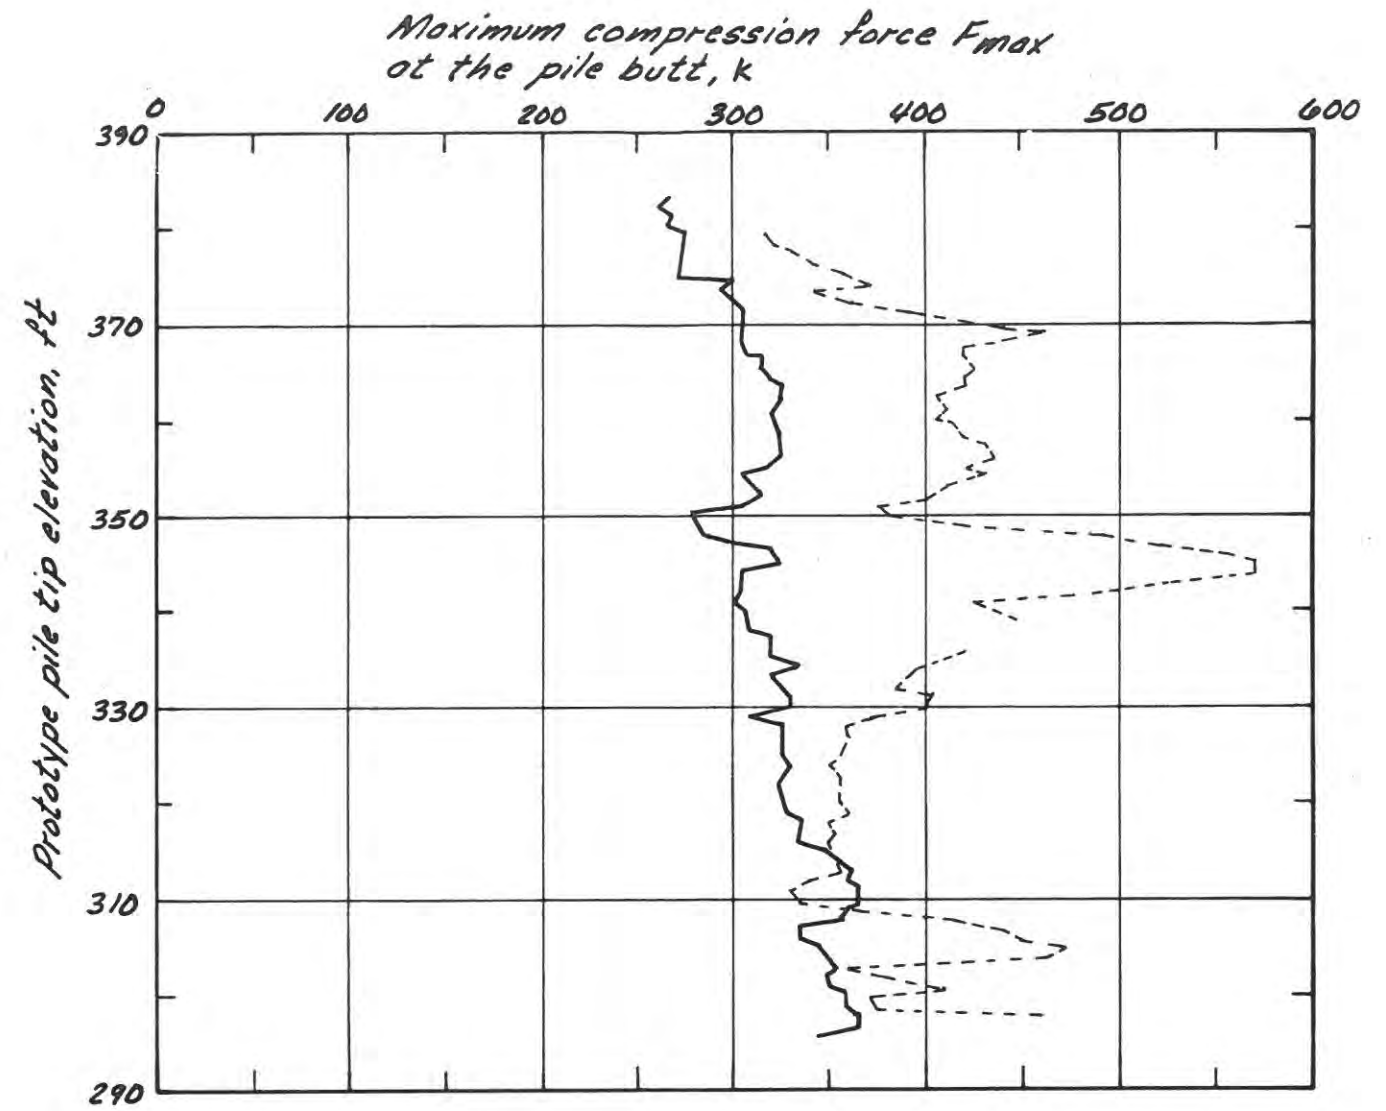 Maximum compression force Fmax
at the pile butt, k
0 100 200 300 400 500 600
390
370
350
330
310
290
Prototype pile tip elevation, ft